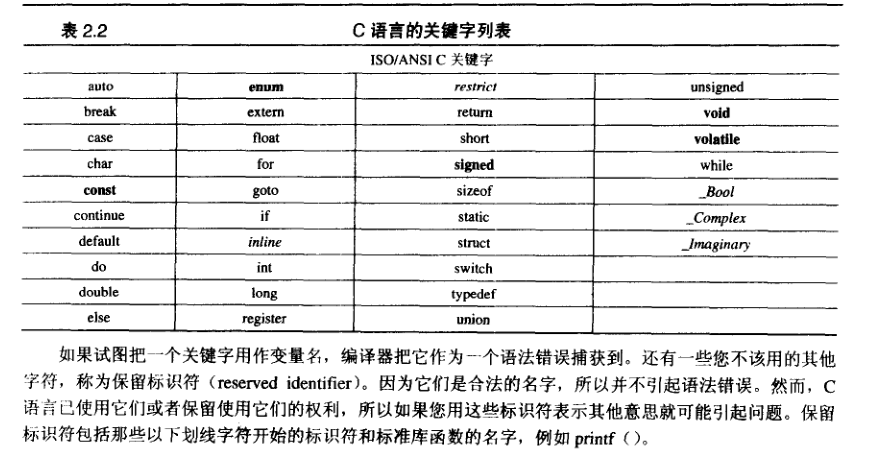 表 2.2 C 语言的关键字列表
ISO/ANSI C 关键字
auto enum restrict unsigned
break extern return void
case float short volatile
char for signed while
const goto sizeof _Bool
continue if static _Complex
default inline struct _Imaginary
do int switch
double long typedef
else register union
如果试图把一个关键字用作变量名，编译器把它作为一个语法错误捕获到。还有一些您不该用的其他
字符，称为保留标识符（reserved identifier）。因为它们是合法的名字，所以并不引起语法错误。然而，C
语言已使用它们或者保留使用它们的权利，所以如果您用这些标识符表示其他意思就可能引起问题。保留
标识符包括那些以下划线字符开始的标识符和标准库函数的名字，例如 printf（）。